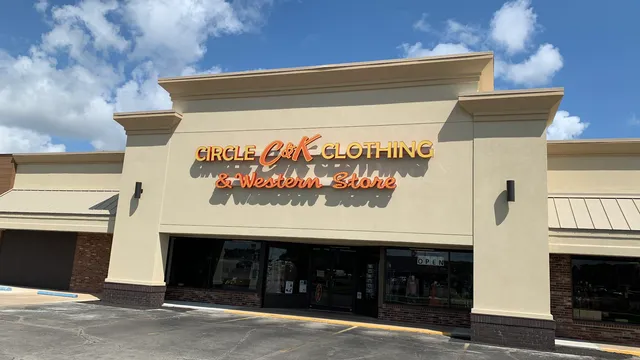 CIRCLE C&K CLOTHING
& Western Store
OPEN